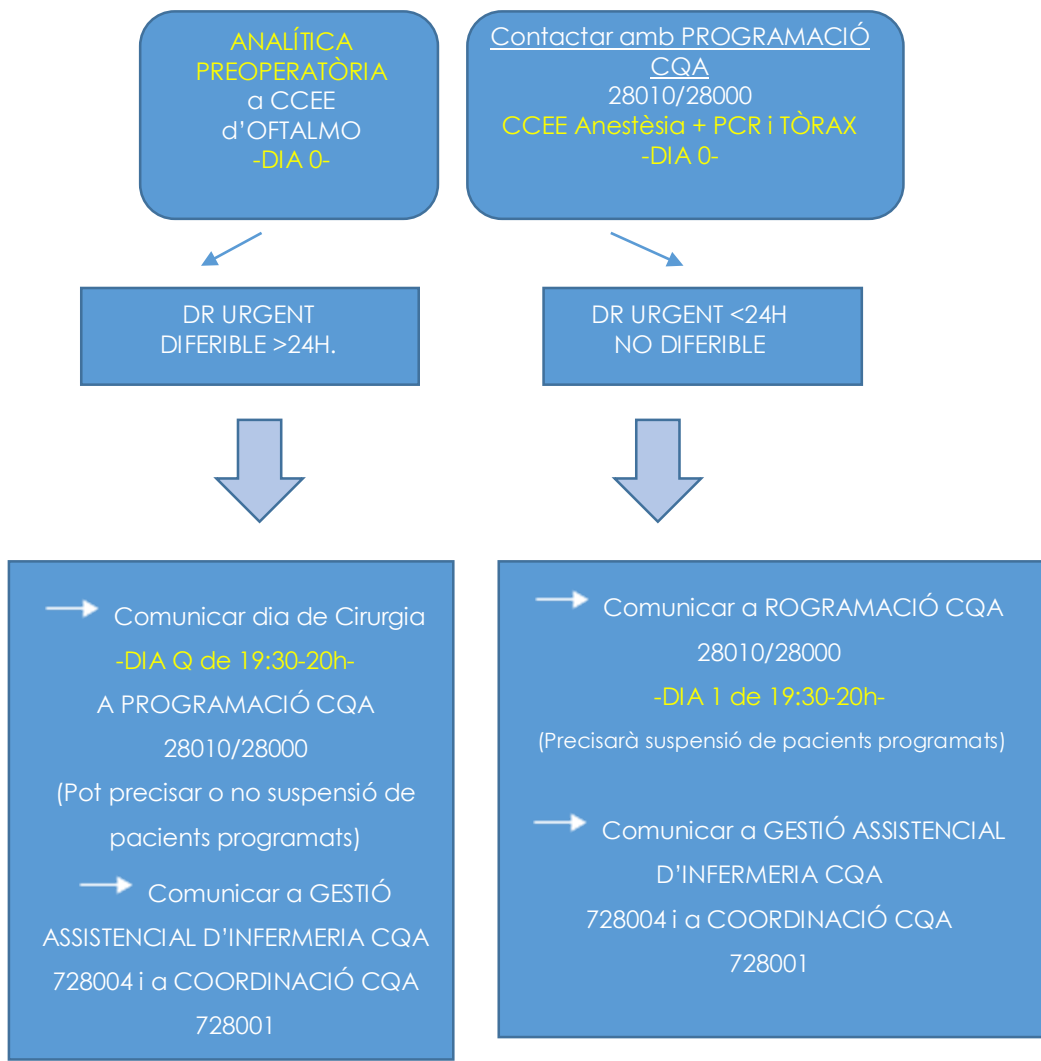 ANALÍTICA
PREOPERATÒRIA
a CCEE
d'OFTALMO
-DIA 0-
Contactar amb PROGRAMACIÓ
CQA
28010/28000
CCEE Anestèsia + PCR i TÒRAX
-DIA 0-
DR URGENT
DIFERIBLE >24H.
DR URGENT <24H
NO DIFERIBLE
Comunicar dia de Cirurgia
-DIA Q de 19:30-20h-
A PROGRAMACIÓ CQA
28010/28000
(Pot precisar o no suspensió de
pacients programats)
Comunicar a GESTIÓ
ASSISTENCIAL D'INFERMERIA CQA
728004 i a COORDINACIÓ CQA
728001
Comunicar a ROGRAMACIÓ CQA
28010/28000
-DIA 1 de 19:30-20h-
(Precisarà suspensió de pacients programats)
Comunicar a GESTIÓ ASSISTENCIAL
D'INFERMERIA CQA
728004 i a COORDINACIÓ CQA
728001